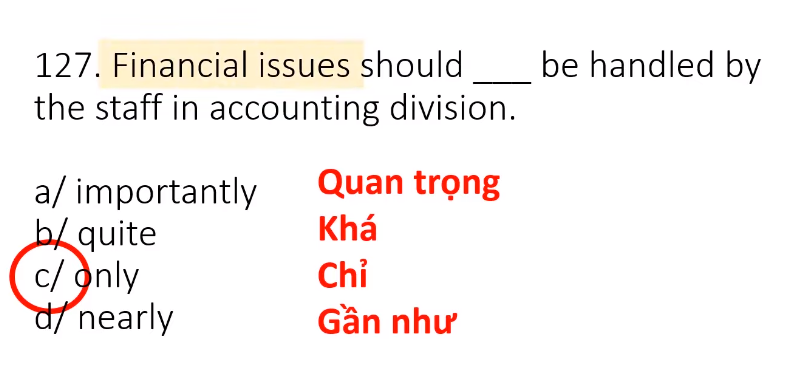 127. Financial issues should ___ be handled by
the staff in accounting division.
a/ importantly Quan trọng
b/ quite Khá
c/ only Chỉ
d/ nearly Gần như